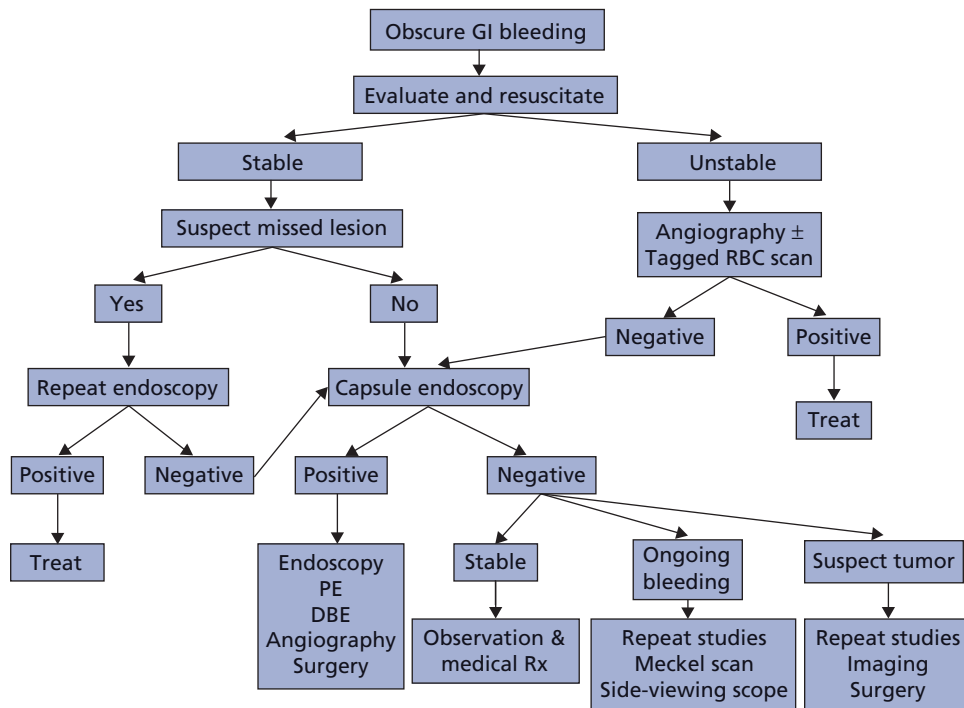 Obscure GI bleeding
Evaluate and resuscitate
Stable
Unstable
Suspect missed lesion
Angiography ±
Tagged RBC scan
Yes
No
Negative
Positive
Repeat endoscopy
Capsule endoscopy
Treat
Positive
Negative
Positive
Negative
Treat
Endoscopy
PE
DBE
Angiography
Surgery
Stable
Ongoing
bleeding
Suspect tumor
Observation &
medical Rx
Repeat studies
Meckel scan
Side-viewing scope
Repeat studies
Imaging
Surgery